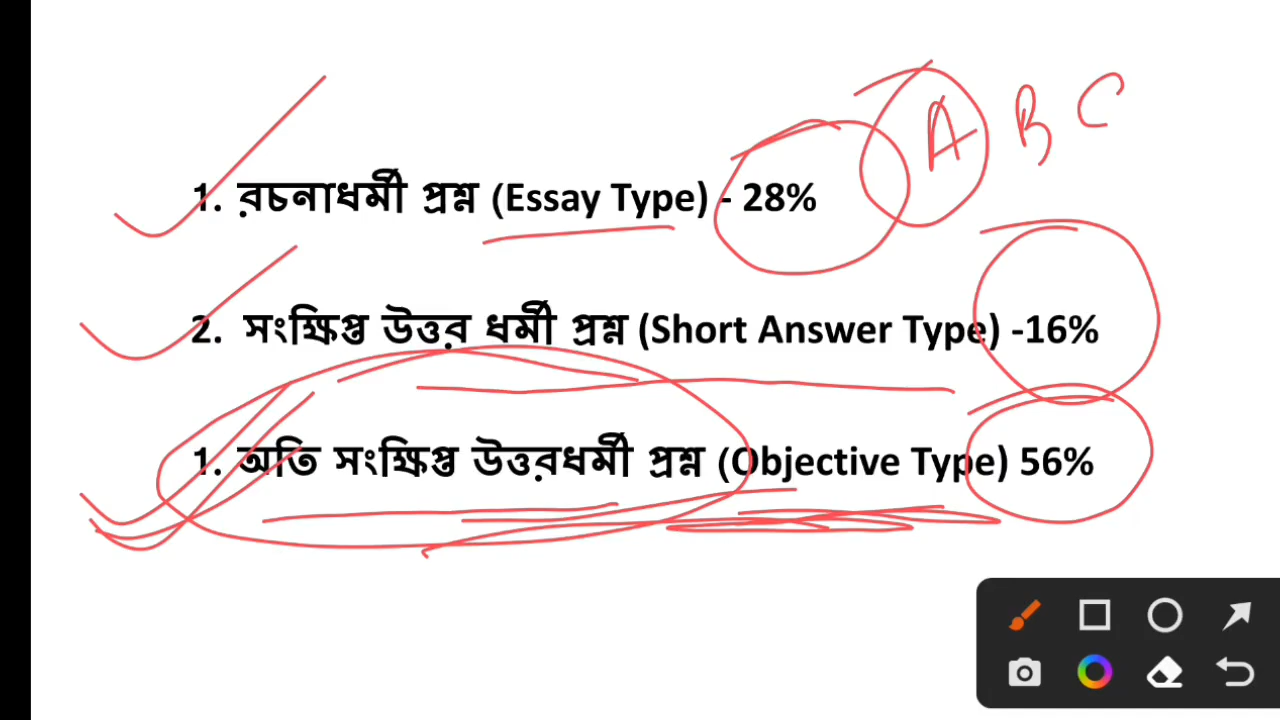 A B C
1. রচনাধর্মী প্রশ্ন (Essay Type) - 28%
2. সংক্ষিপ্ত উত্তর ধর্মী প্রশ্ন (Short Answer Type) -16%
1. অতি সংক্ষিপ্ত উত্তরধর্মী প্রশ্ন (Objective Type) 56%